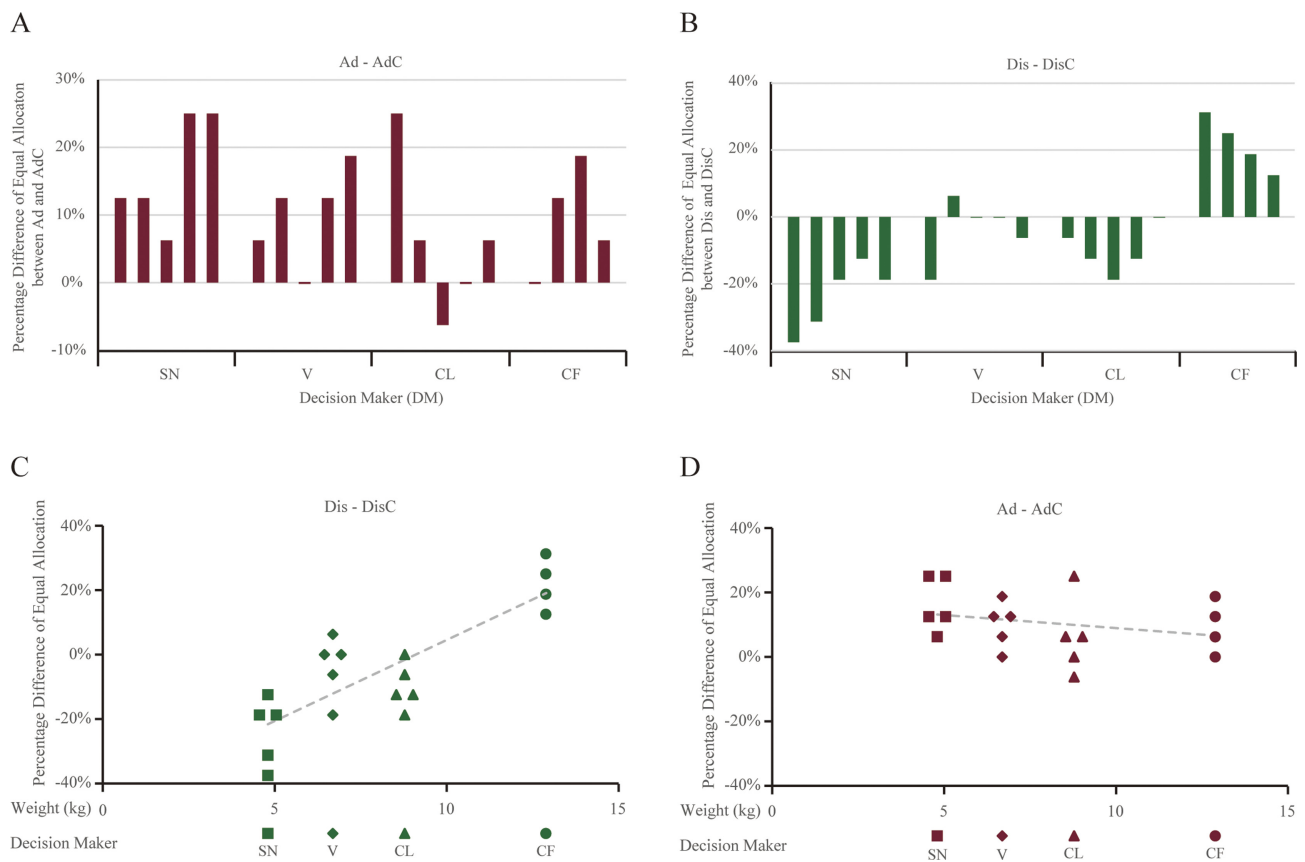 A
Ad - AdC
Percentage Difference of Equal Allocaton
between Ad and AdC
30%
20%
10%
0%
-10%
SN V CL CF
Decision Maker (DM)
B
Dis - DisC
Percentage Difference of Equal Allocation
between Dis and DisC
40%
20%
0%
-20%
-40%
SN V CL CF
Decision Maker (DM)
C
Dis - DisC
Percentage Difference of Equal Allocation
40%
20%
0%
-20%
-40%
Weight (kg) 0 5 10 15
Decision Maker
SN V CL CF
D
Ad - AdC
Percentage Difference of Equal Allocation
40%
20%
0%
-20%
-40%
Weight (kg) 0 5 10 15
Decision Maker
SN V CL CF